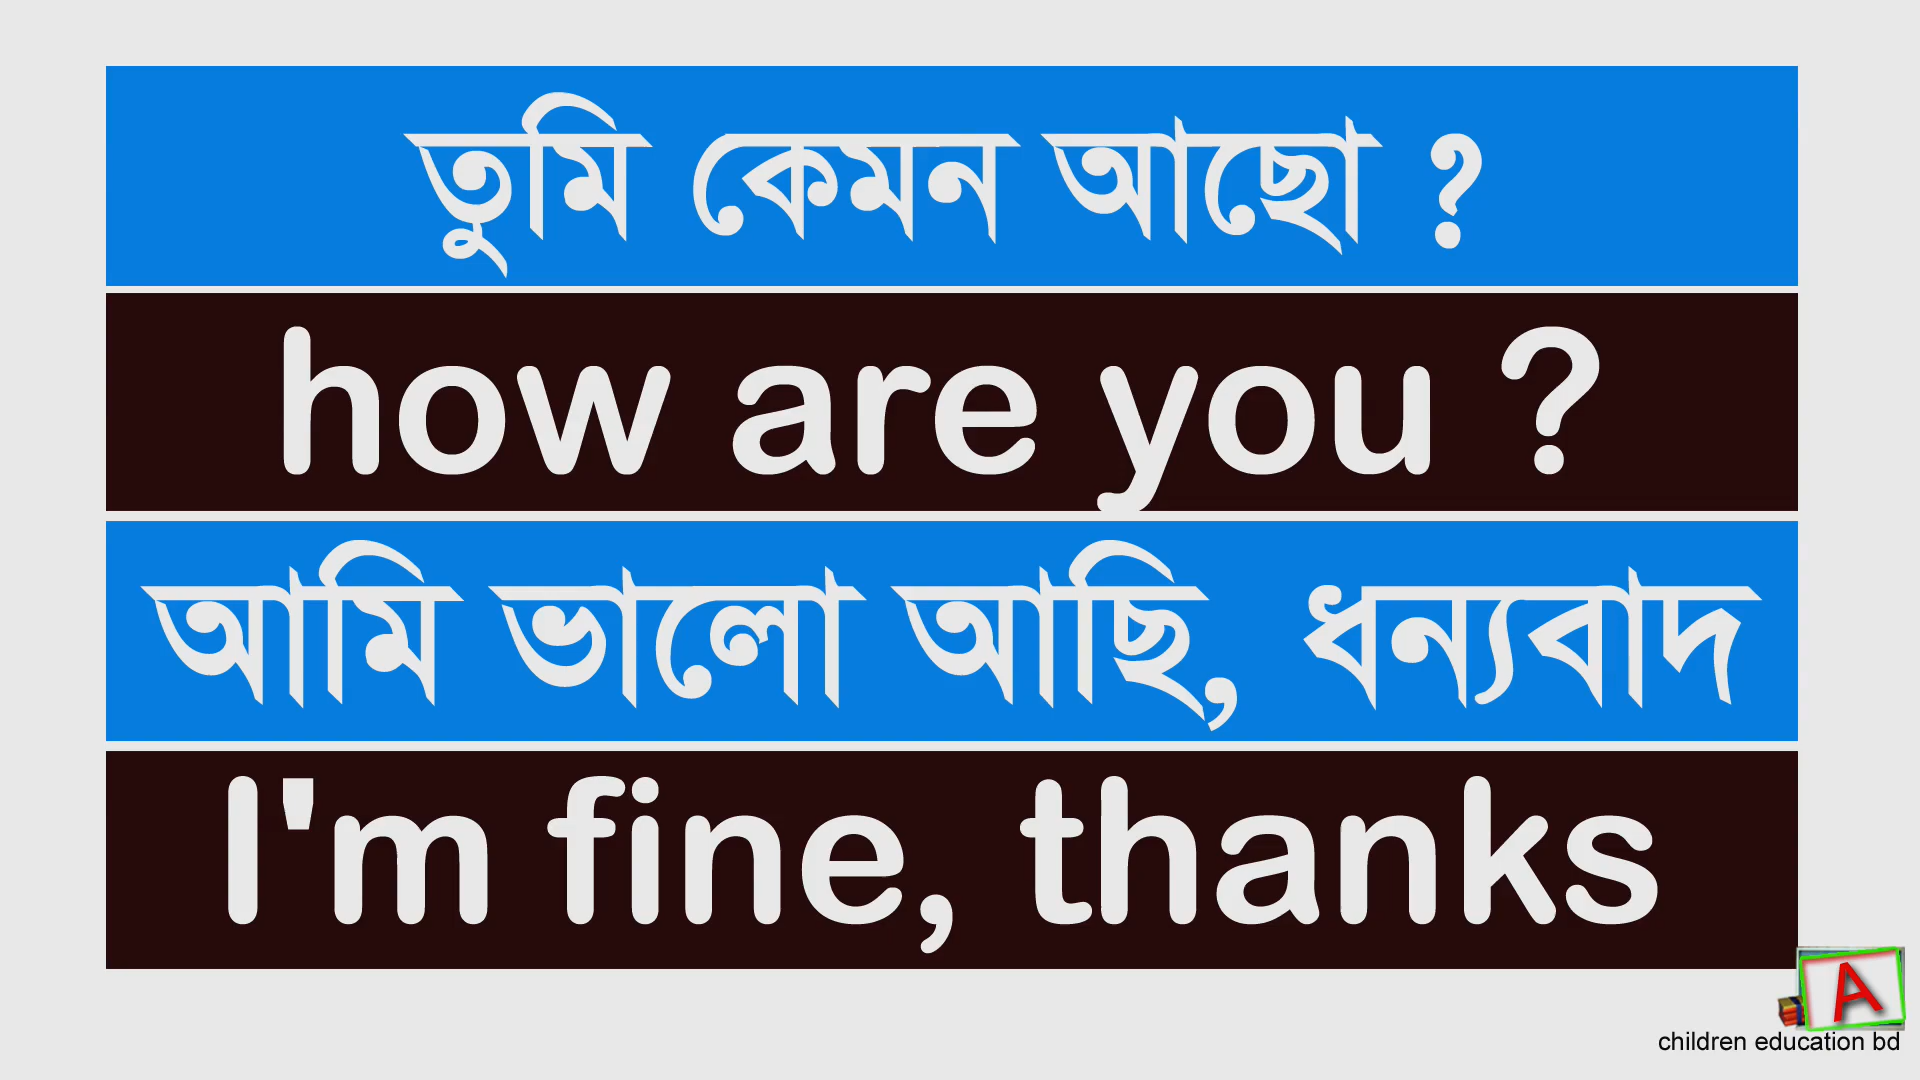 তুমি কেমন আছো ?
how are you ?
আমি ভালো আছি, ধন্যবাদ
I'm fine, thanks
A
children education bd